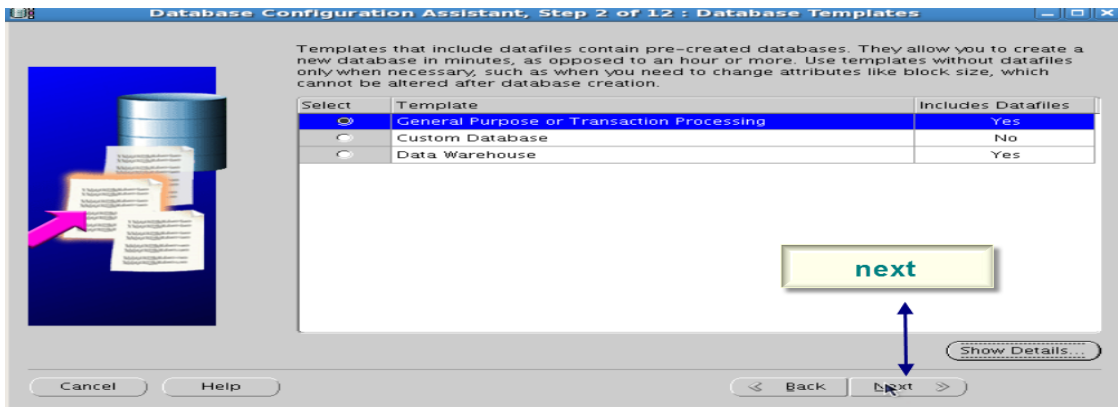 Database Configuration Assistant, Step 2 of 12 : Database Templates
Templates that include datafiles contain pre-created databases. They allow you to create a
new database in minutes, as opposed to an hour or more. Use templates without datafiles
only when necessary, such as when you need to change attributes like block size, which
cannot be altered after database creation.
Select Template Includes Datafiles
General Purpose or Transaction Processing Yes
Custom Database No
Data Warehouse Yes
next
Show Details...
Cancel Help Back Next